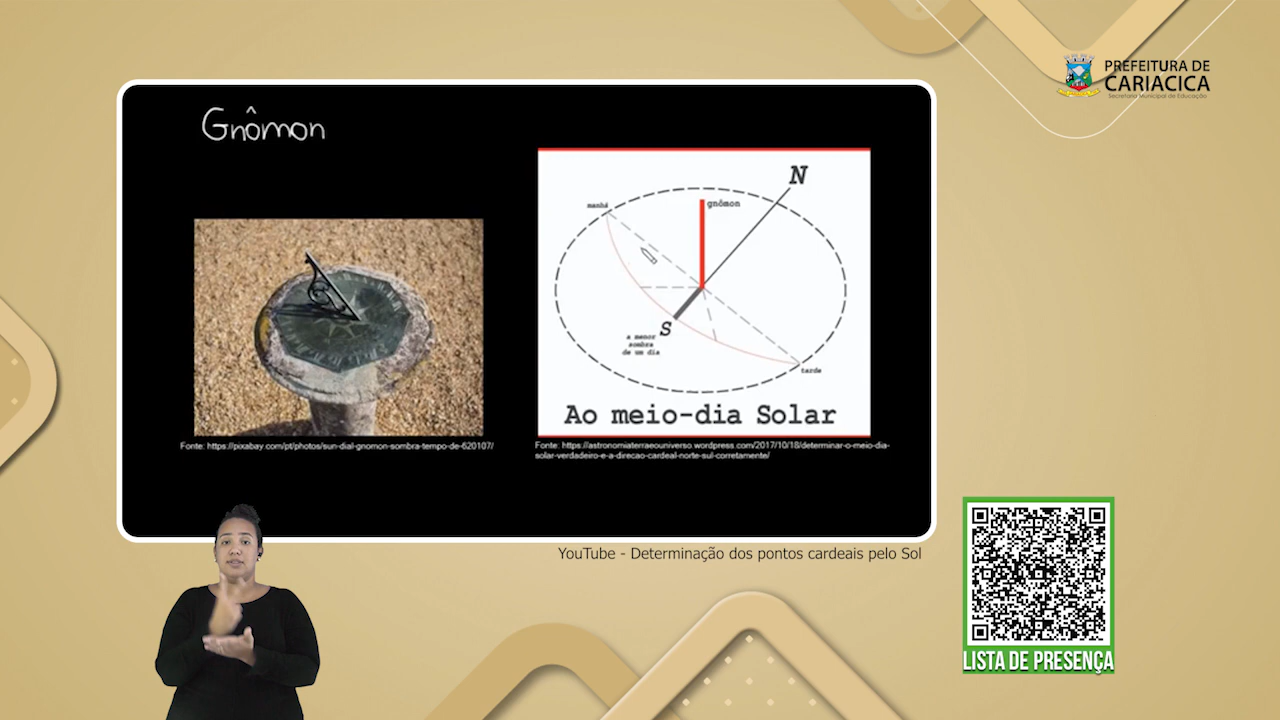 PREFEITURA DE
CARIACICA
Secretaria Municipal de Educação
Gnômon
N
manhã
gnômon
S
a menor
sombra
de um dia
tarde
Ao meio-dia Solar
Fonte: https://pixabay.com/pt/photos/sun-dial-gnomon-sombra-tempo-de-620107/
Fonte: https://astronomiaterraeouniverso.wordpress.com/2017/10/18/determinar-o-meio-dia-
solar-verdadeiro-e-a-direcao-cardeal-norte-sul-corretamente/
YouTube - Determinação dos pontos cardeais pelo Sol
LISTA DE PRESENÇA